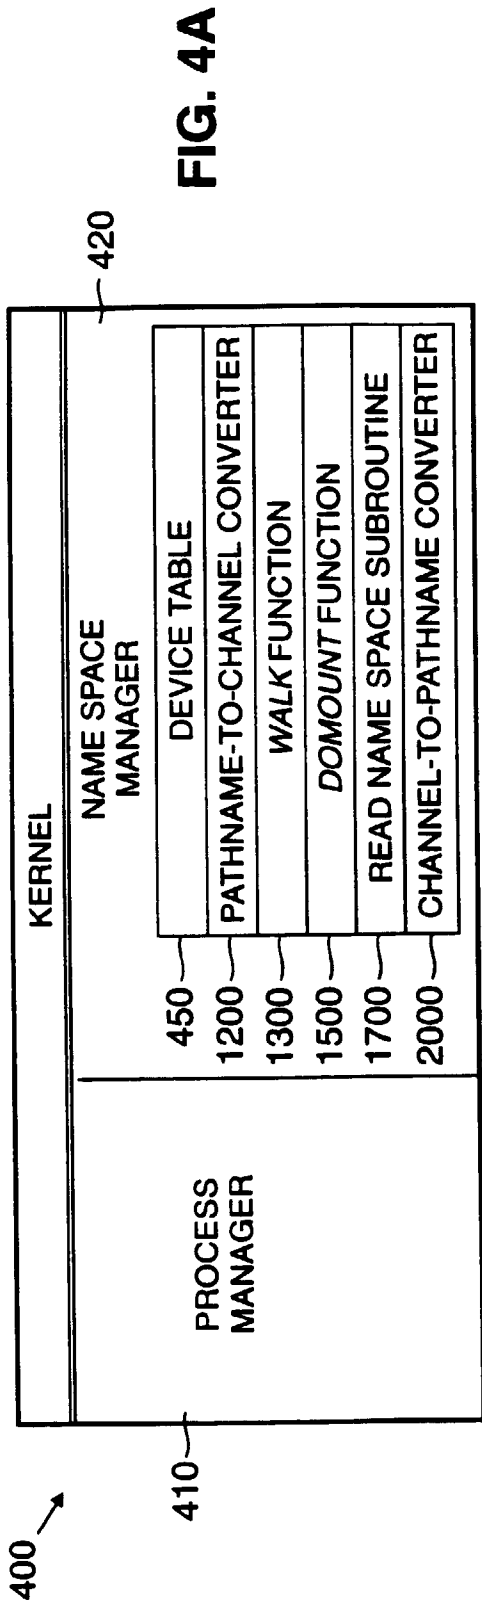 400
KERNEL
410
PROCESS
MANAGER
420
NAME SPACE
MANAGER
450
DEVICE TABLE
1200
PATHNAME-TO-CHANNEL CONVERTER
1300
WALK FUNCTION
1500
DOMOUNT FUNCTION
1700
READ NAME SPACE SUBROUTINE
2000
CHANNEL-TO-PATHNAME CONVERTER
FIG. 4A